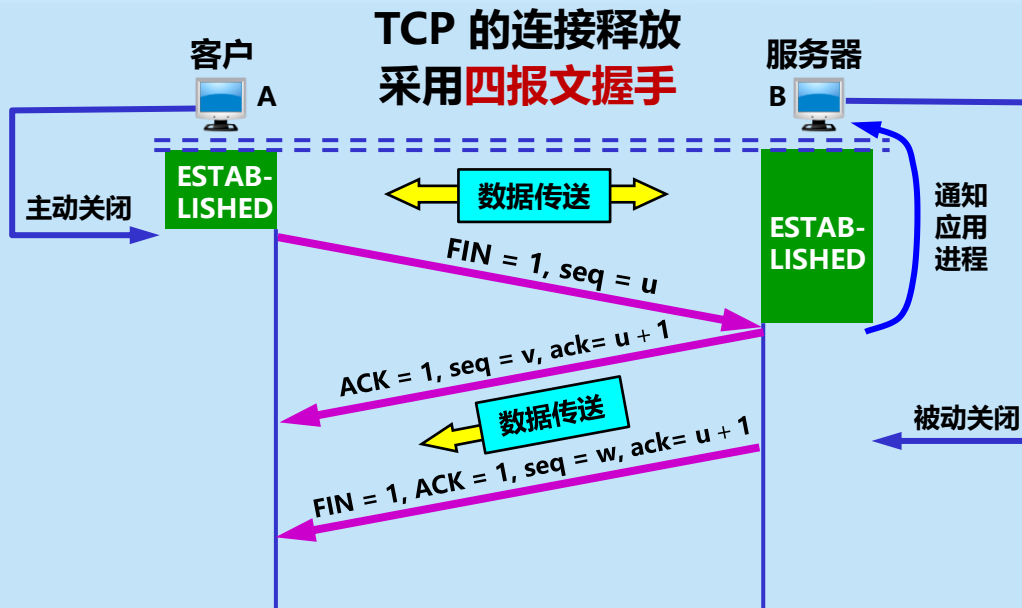 TCP 的连接释放
采用四报文握手
客户
A
服务器
B
ESTAB-
LISHED
主动关闭
数据传送
ESTAB-
LISHED
通知
应用
进程
FIN = 1, seq = u
ACK = 1, seq = v, ack= u + 1
数据传送
被动关闭
FIN = 1, ACK = 1, seq = w, ack= u + 1